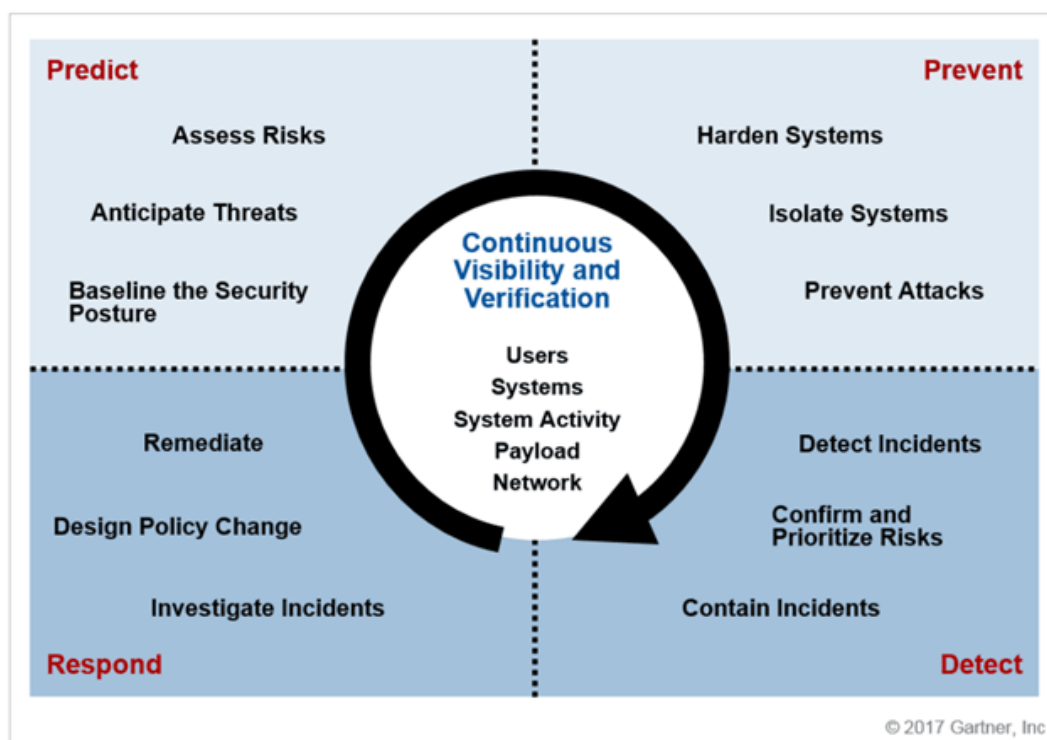 Predict
Assess Risks
Anticipate Threats
Baseline the Security
Posture
Prevent
Harden Systems
Isolate Systems
Prevent Attacks
Continuous
Visibility and
Verification
Users
Systems
System Activity
Payload
Network
Remediate
Design Policy Change
Investigate Incidents
Respond
Detect Incidents
Confirm and
Prioritize Risks
Contain Incidents
Detect
© 2017 Gartner, Inc